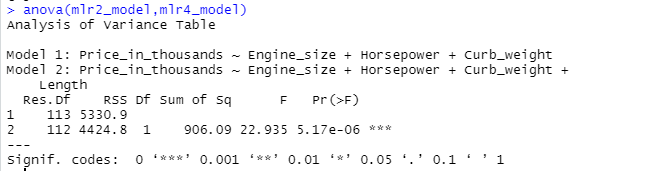 > anova(mlr2_model,mlr4_model)
Analysis of Variance Table

Model 1: Price_in_thousands ~ Engine_size + Horsepower + Curb_weight
Model 2: Price_in_thousands ~ Engine_size + Horsepower + Curb_weight +
    Length
  Res.Df    RSS Df Sum of Sq      F   Pr(>F)
1    113 5330.9
2    112 4424.8  1    906.09 22.935 5.17e-06 ***
---
Signif. codes:  0 ‘***’ 0.001 ‘**’ 0.01 ‘*’ 0.05 ‘.’ 0.1 ‘ ’ 1